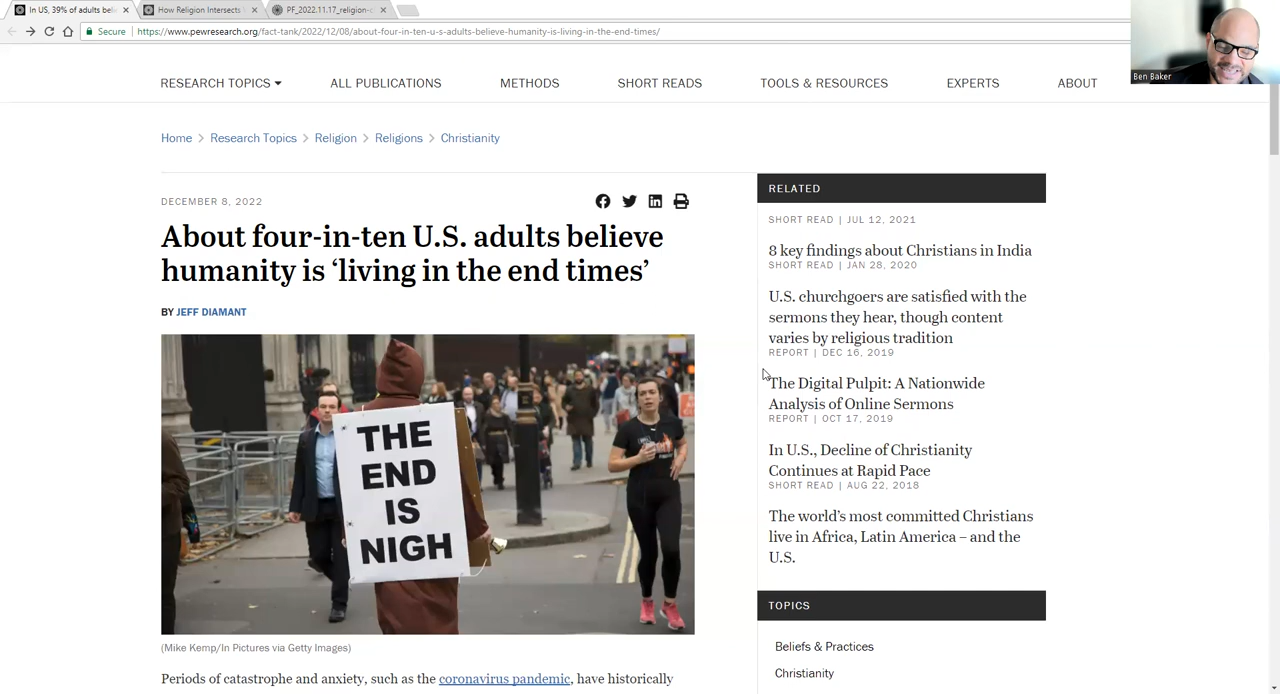 In US, 39% of adults beli
How Religion Intersects
PF_2022.11.17_religion-c
Secure
https://www.pewresearch.org/fact-tank/2022/12/08/about-four-in-ten-u-s-adults-believe-humanity-is-living-in-the-end-times/
Ben Baker
RESEARCH TOPICS
ALL PUBLICATIONS
METHODS
SHORT READS
TOOLS & RESOURCES
EXPERTS
ABOUT
Home > Research Topics > Religion > Religions > Christianity
DECEMBER 8, 2022
About four-in-ten U.S. adults believe
humanity is ‘living in the end times’
BY JEFF DIAMANT
THE
END
IS
NIGH
(Mike Kemp/In Pictures via Getty Images)
Periods of catastrophe and anxiety, such as the coronavirus pandemic, have historically
RELATED
SHORT READ | JUL 12, 2021
8 key findings about Christians in India
SHORT READ | JAN 28, 2020
U.S. churchgoers are satisfied with the
sermons they hear, though content
varies by religious tradition
REPORT | DEC 16, 2019
The Digital Pulpit: A Nationwide
Analysis of Online Sermons
REPORT | OCT 17, 2019
In U.S., Decline of Christianity
Continues at Rapid Pace
SHORT READ | AUG 22, 2018
The world’s most committed Christians
live in Africa, Latin America – and the
U.S.
TOPICS
Beliefs & Practices
Christianity